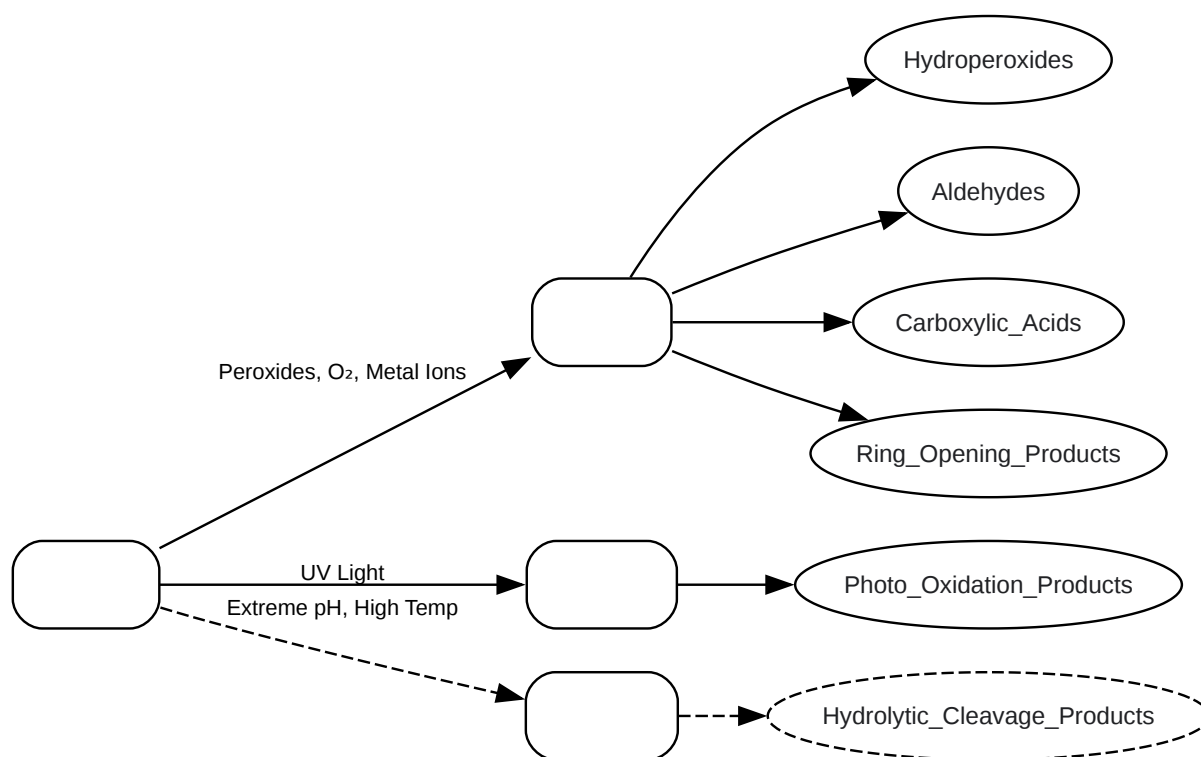 Hydroperoxides
Aldehydes
Carboxylic_Acids
Peroxides, O₂, Metal Ions
Ring_Opening_Products
UV Light
Photo_Oxidation_Products
Extreme pH, High Temp
Hydrolytic_Cleavage_Products